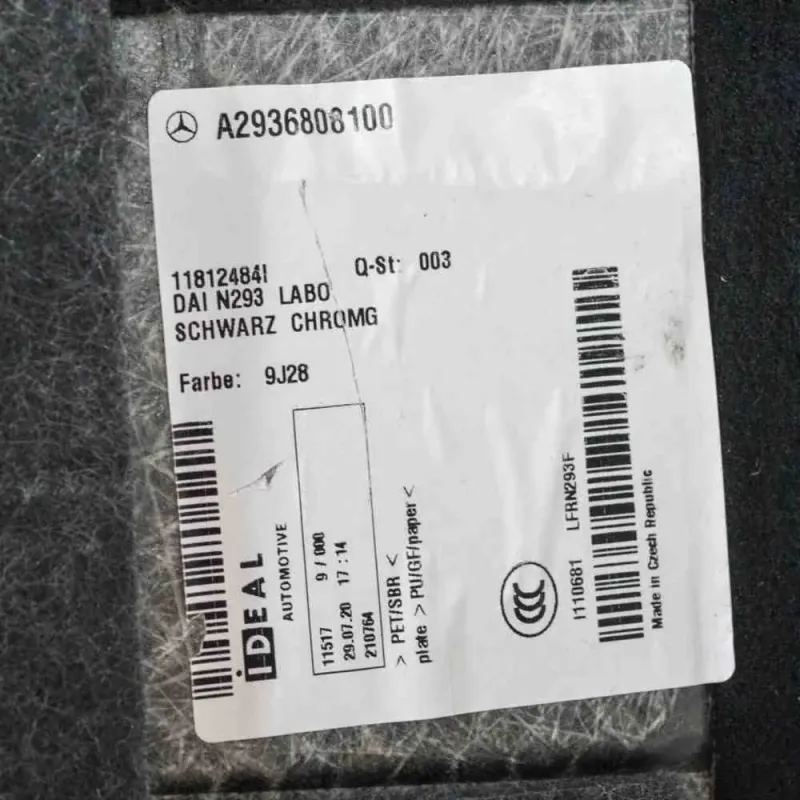 A2936808100
11812484I Q-St: 003
DAI N293 LABO
SCHWARZ CHROMG
Farbe: 9J28
iDEAL
AUTOMOTIVE
11517 9/000
29.07.20 17:14
210764
> PET/SBR <
plate > PU/GF/paper <
CCC
I110681 LFRN293F
Made in Czech Republic